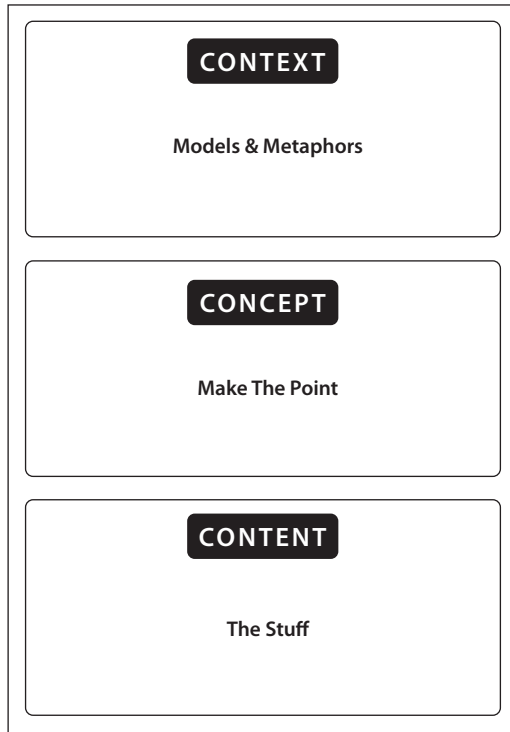 CONTEXT
Models & Metaphors
CONCEPT
Make The Point
CONTENT
The Stuff